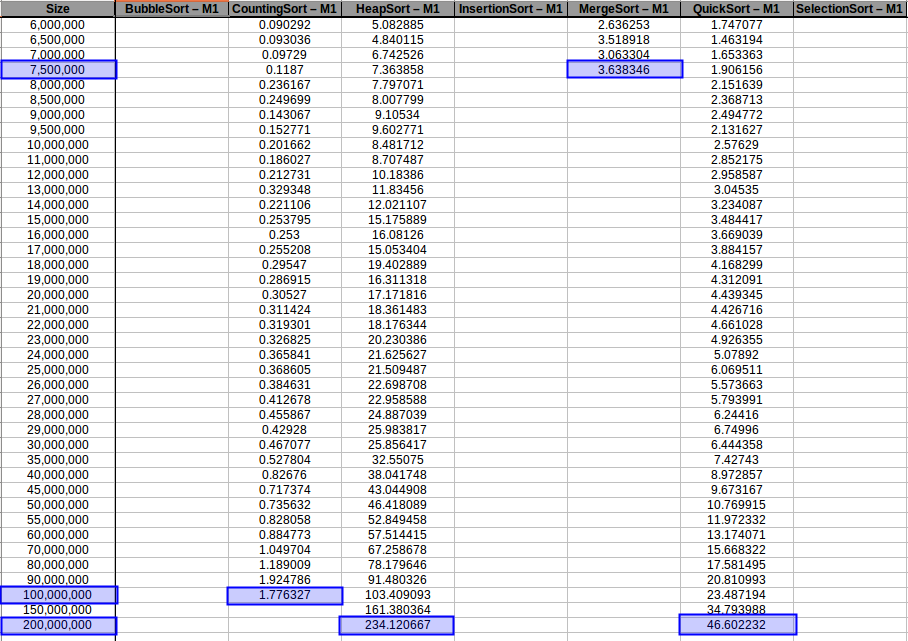 Size BubbleSort – M1 CountingSort – M1 HeapSort – M1 InsertionSort – M1 MergeSort – M1 QuickSort – M1 SelectionSort – M1
6,000,000 0.090292 5.082885 2.636253 1.747077
6,500,000 0.093036 4.840115 3.518918 1.463194
7,000,000 0.09729 6.742526 3.063304 1.653363
7,500,000 0.1187 7.363858 3.638346 1.906156
8,000,000 0.236167 7.797071 2.151639
8,500,000 0.249699 8.007799 2.368713
9,000,000 0.143067 9.10534 2.494772
9,500,000 0.152771 9.602771 2.131627
10,000,000 0.201662 8.481712 2.57629
11,000,000 0.186027 8.707487 2.852175
12,000,000 0.212731 10.18386 2.958587
13,000,000 0.329348 11.83456 3.04535
14,000,000 0.221106 12.021107 3.234087
15,000,000 0.253795 15.175889 3.484417
16,000,000 0.253 16.08126 3.669039
17,000,000 0.255208 15.053404 3.884157
18,000,000 0.29547 19.402889 4.168299
19,000,000 0.286915 16.311318 4.312091
20,000,000 0.30527 17.171816 4.439345
21,000,000 0.311424 18.361483 4.426716
22,000,000 0.319301 18.176344 4.661028
23,000,000 0.326825 20.230386 4.926355
24,000,000 0.365841 21.625627 5.07892
25,000,000 0.368605 21.509487 6.069511
26,000,000 0.384631 22.698708 5.573663
27,000,000 0.412678 22.958588 5.793991
28,000,000 0.455867 24.887039 6.24416
29,000,000 0.42928 25.983817 6.74996
30,000,000 0.467077 25.856417 6.444358
35,000,000 0.527804 32.55075 7.42743
40,000,000 0.82676 38.041748 8.972857
45,000,000 0.717374 43.044908 9.673167
50,000,000 0.735632 46.418089 10.769915
55,000,000 0.828058 52.849458 11.972332
60,000,000 0.884773 57.514415 13.174071
70,000,000 1.049704 67.258678 15.668322
80,000,000 1.189009 78.179646 17.581495
90,000,000 1.924786 91.480326 20.810993
100,000,000 1.776327 103.409093 23.487194
150,000,000 161.380364 34.793988
200,000,000 234.120667 46.602232